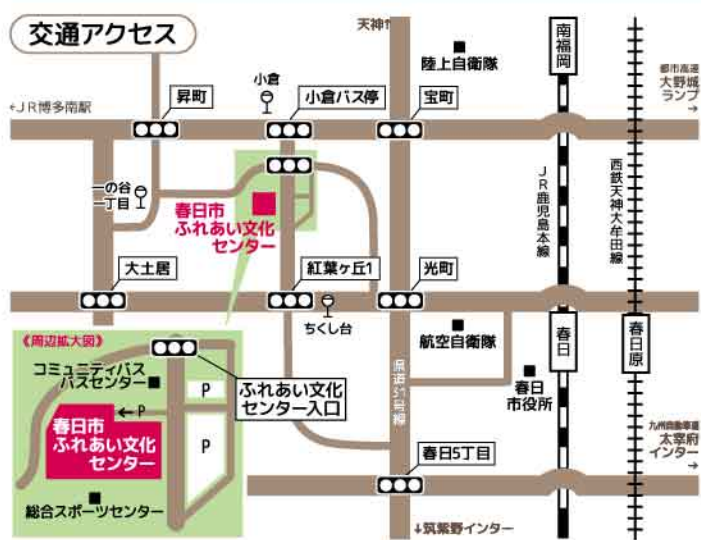 交通アクセス
天神↑
陸上自衛隊
南福岡
都市高速
大野城
ランプ
→
←JR博多南駅
昇町
小倉
小倉バス停
宝町
一の谷
一丁目
春日市
ふれあい文化
センター
JR鹿児島本線
西鉄天神大牟田線
大土居
紅葉ヶ丘1
光町
ちくし台
航空自衛隊
春日
春日原
県道31号線
春日
市役所
《周辺拡大図》
コミュニティバス
バスセンター
ふれあい文化
センター入口
P
←P
P
春日市
ふれあい文化
センター
総合スポーツセンター
春日5丁目
九州自動車道
太宰府
インター
→
↓筑紫野インター